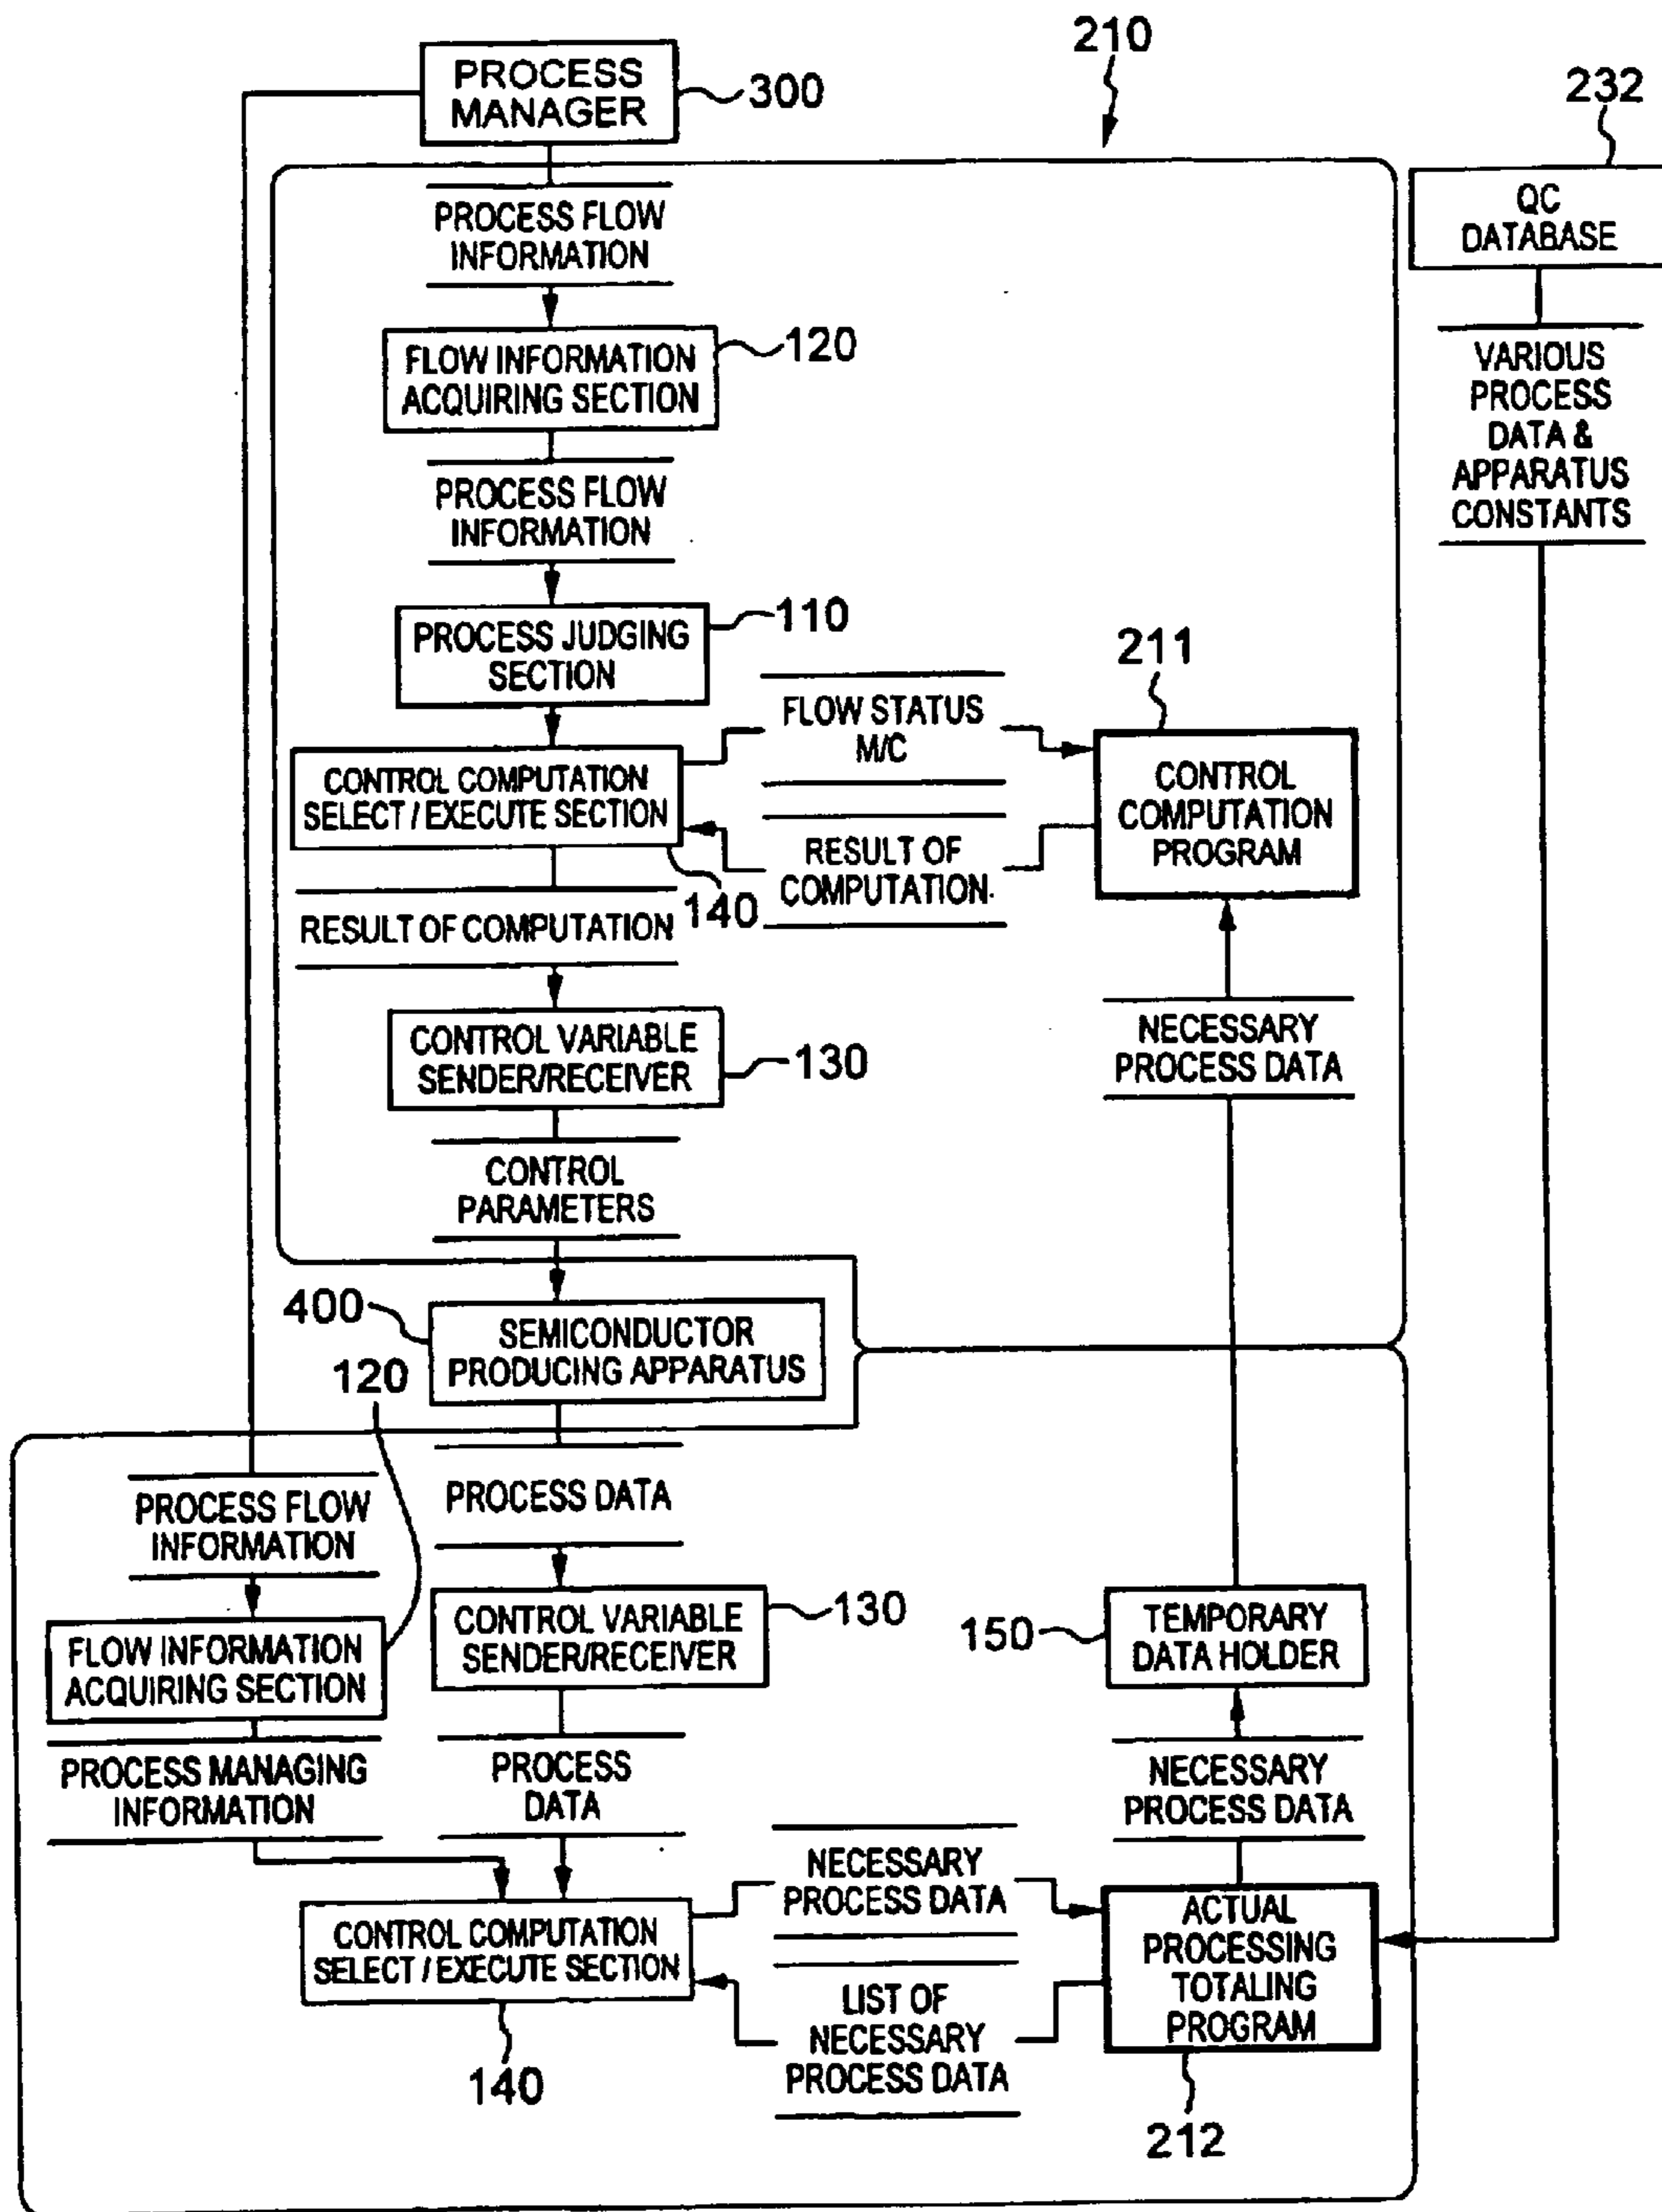 210
PROCESS
MANAGER
300
232
QC
DATABASE
PROCESS FLOW
INFORMATION
VARIOUS
PROCESS
DATA &
APPARATUS
CONSTANTS
FLOW INFORMATION
ACQUIRING SECTION
120
PROCESS FLOW
INFORMATION
PROCESS JUDGING
SECTION
110
211
FLOW STATUS
M/C
CONTROL COMPUTATION
SELECT / EXECUTE SECTION
140
CONTROL
COMPUTATION
PROGRAM
RESULT OF
COMPUTATION.
RESULT OF COMPUTATION
CONTROL VARIABLE
SENDER/RECEIVER
130
NECESSARY
PROCESS DATA
CONTROL
PARAMETERS
400
SEMICONDUCTOR
PRODUCING APPARATUS
120
PROCESS FLOW
INFORMATION
PROCESS DATA
FLOW INFORMATION
ACQUIRING SECTION
CONTROL VARIABLE
SENDER/RECEIVER
130
150
TEMPORARY
DATA HOLDER
PROCESS MANAGING
INFORMATION
PROCESS
DATA
NECESSARY
PROCESS DATA
NECESSARY
PROCESS DATA
CONTROL COMPUTATION
SELECT / EXECUTE SECTION
140
ACTUAL
PROCESSING
TOTALING
PROGRAM
LIST OF
NECESSARY
PROCESS DATA
212